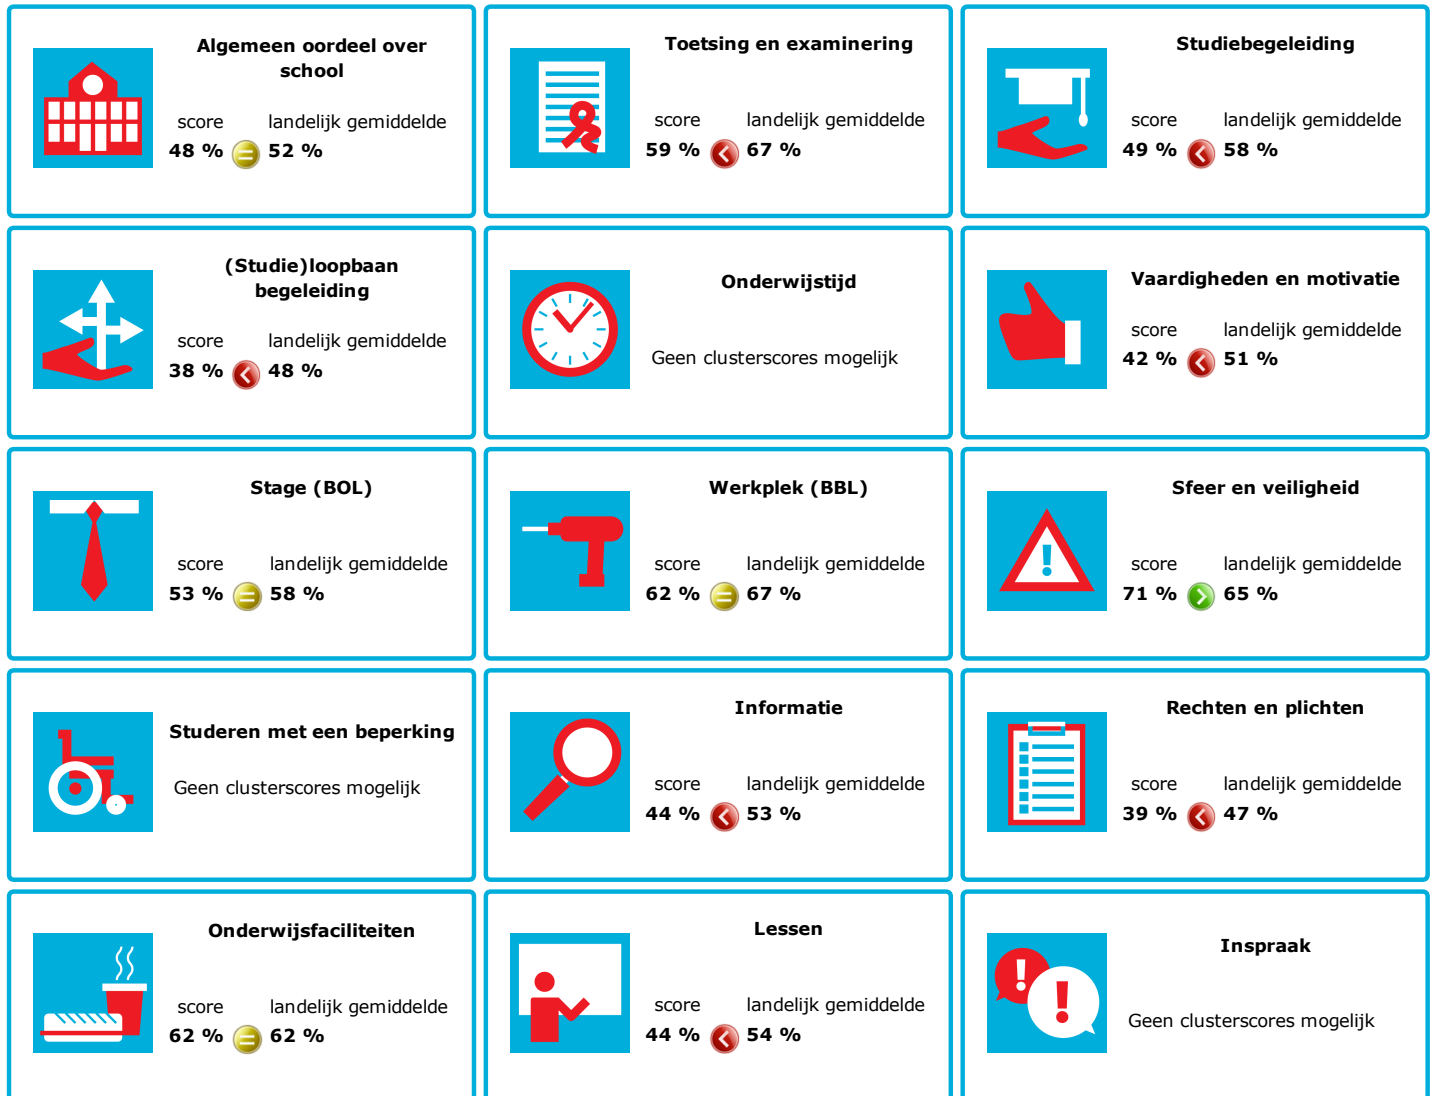 Algemeen oordeel over
school
score landelijk gemiddelde
48 % = 52 %
Toetsing en examinering
score landelijk gemiddelde
59 % < 67 %
Studiebegeleiding
score landelijk gemiddelde
49 % < 58 %
(Studie)loopbaan
begeleiding
score landelijk gemiddelde
38 % < 48 %
Onderwijstijd
Geen clusterscores mogelijk
Vaardigheden en motivatie
score landelijk gemiddelde
42 % < 51 %
Stage (BOL)
score landelijk gemiddelde
53 % = 58 %
Werkplek (BBL)
score landelijk gemiddelde
62 % = 67 %
Sfeer en veiligheid
score landelijk gemiddelde
71 % > 65 %
Studeren met een beperking
Geen clusterscores mogelijk
Informatie
score landelijk gemiddelde
44 % < 53 %
Rechten en plichten
score landelijk gemiddelde
39 % < 47 %
Onderwijsfaciliteiten
score landelijk gemiddelde
62 % = 62 %
Lessen
score landelijk gemiddelde
44 % < 54 %
Inspraak
Geen clusterscores mogelijk